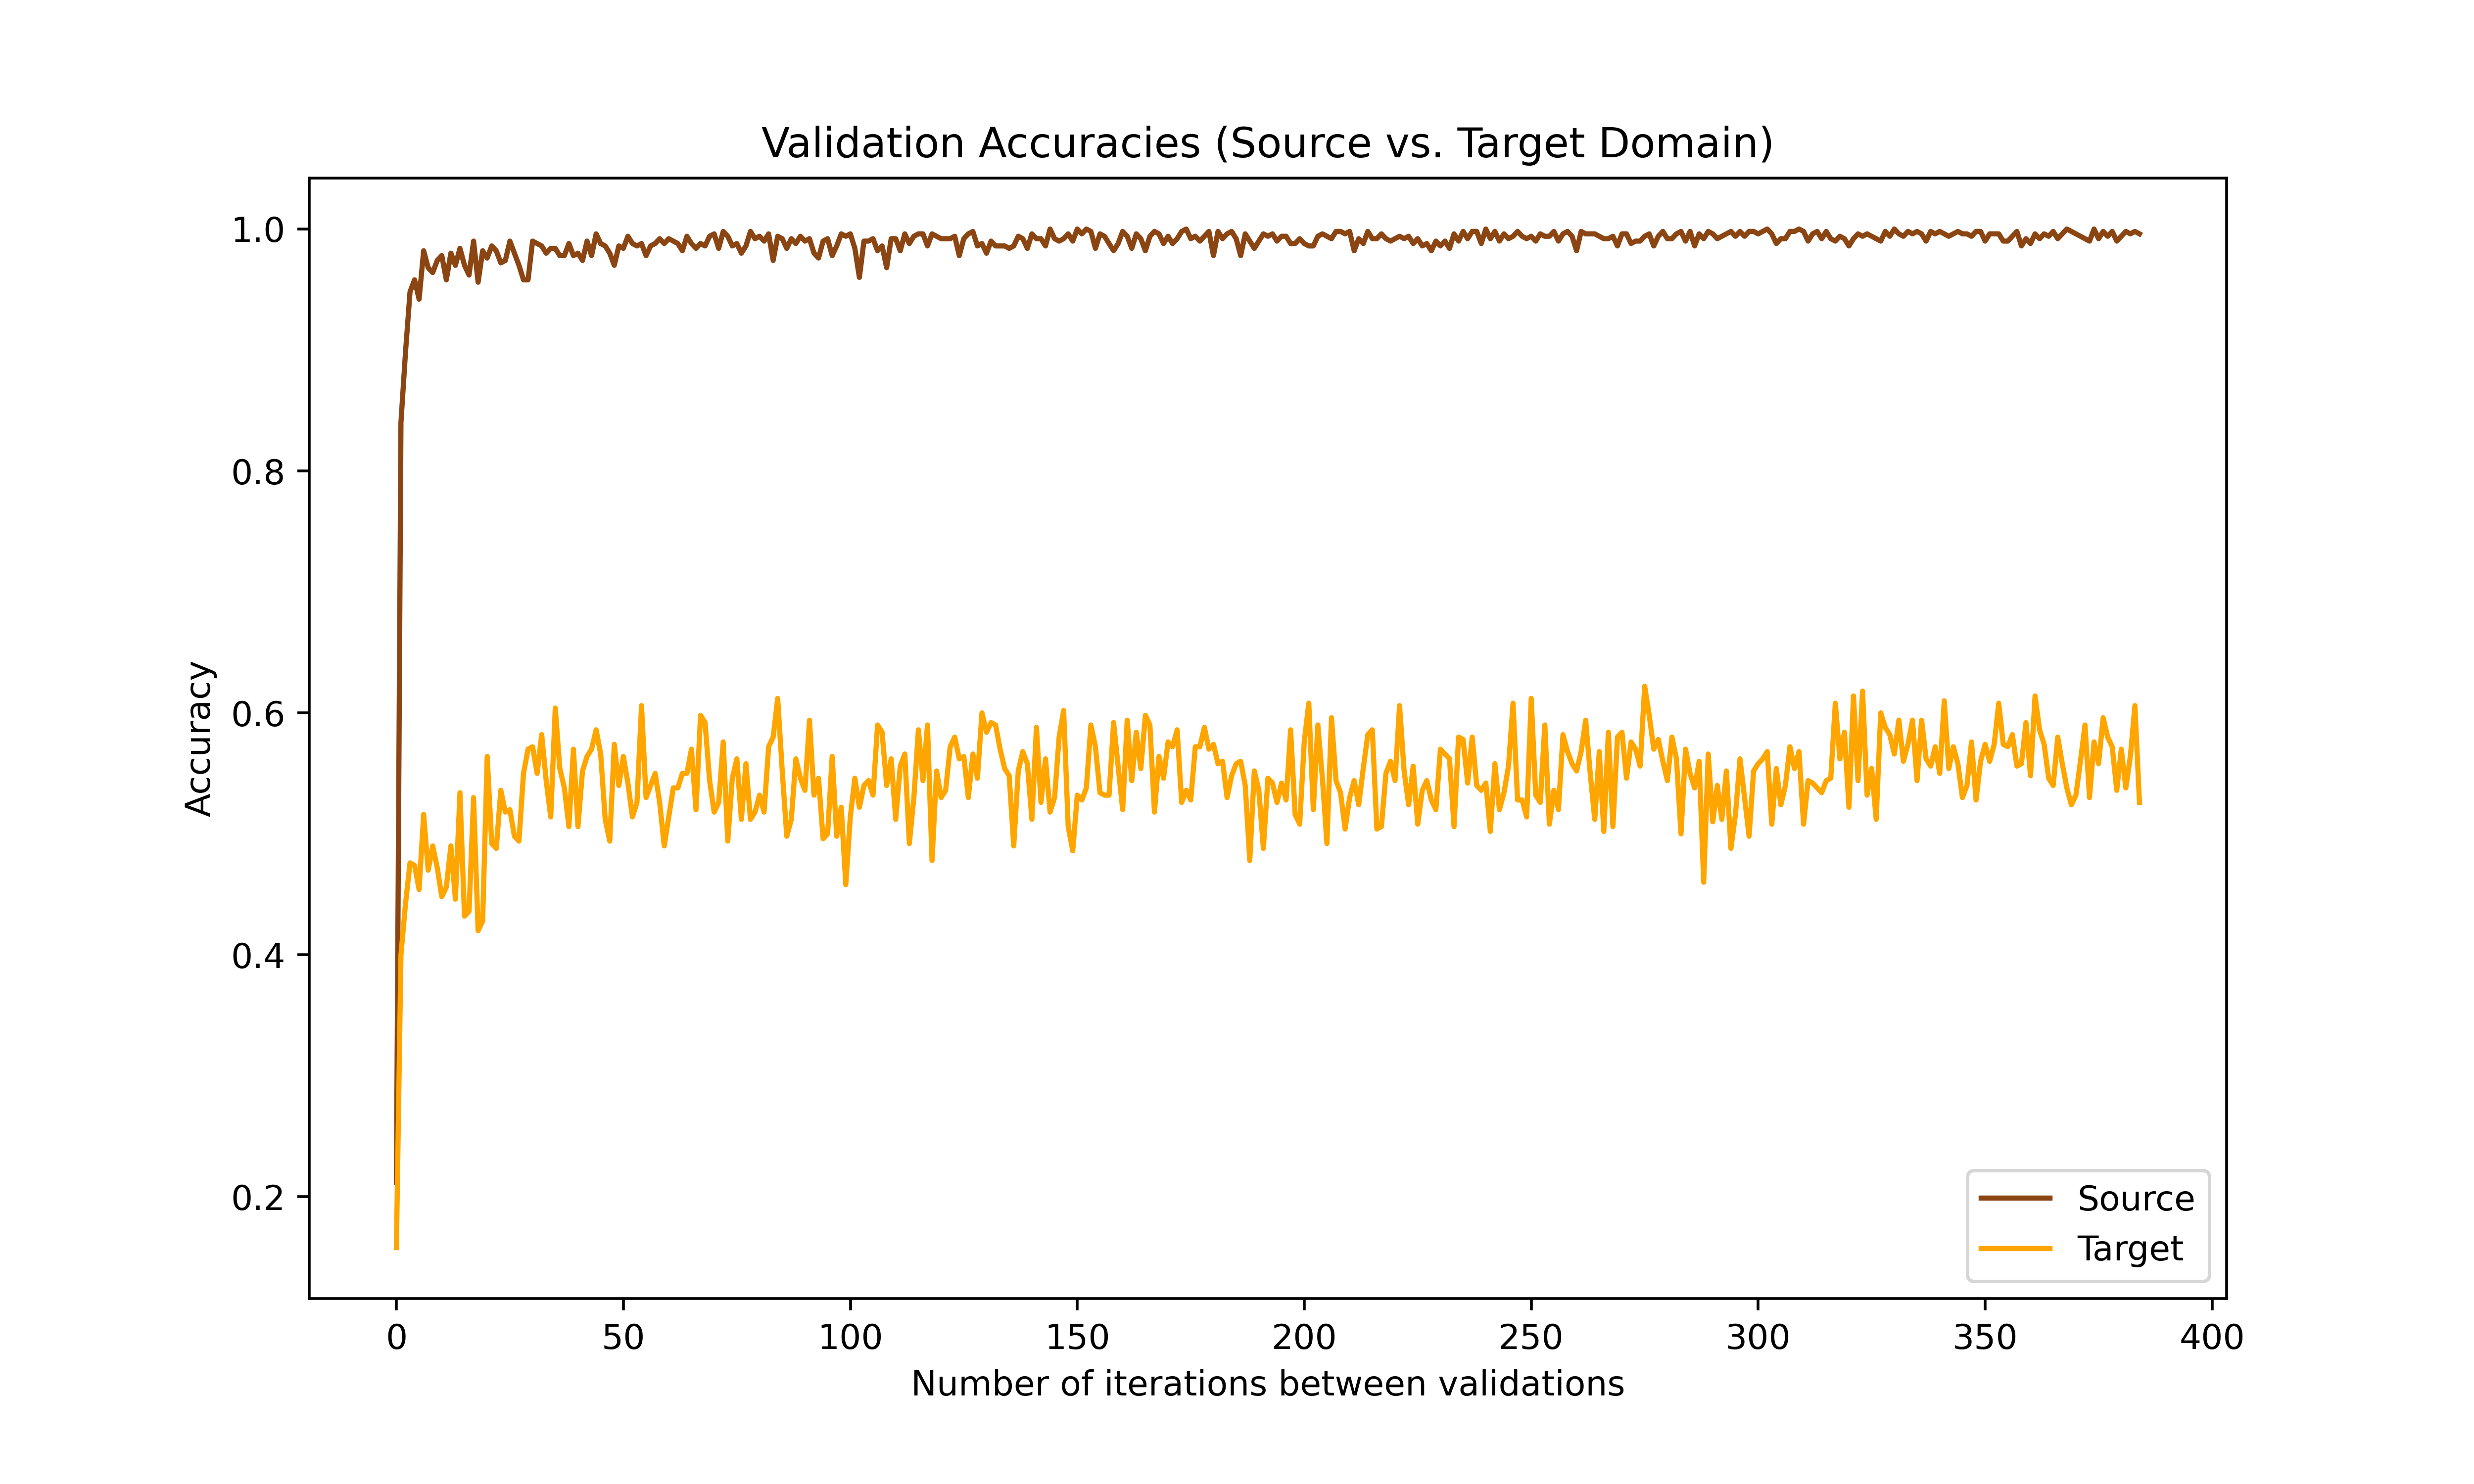 Validation Accuracies (Source vs. Target Domain)
1.0
0.8
0.6
0.4
0.2
Accuracy
0 50 100 150 200 250 300 350 400
Number of iterations between validations
Source
Target